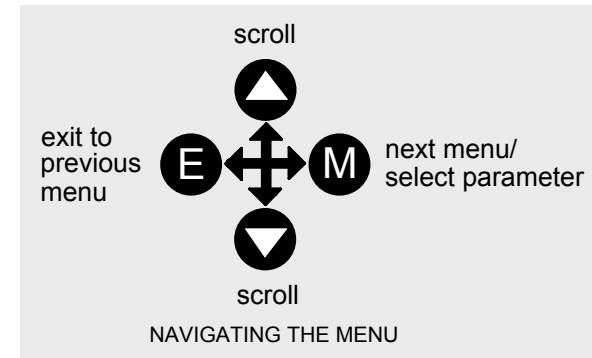 scroll
exit to
previous
menu
E
M
next menu/
select parameter
scroll
NAVIGATING THE MENU